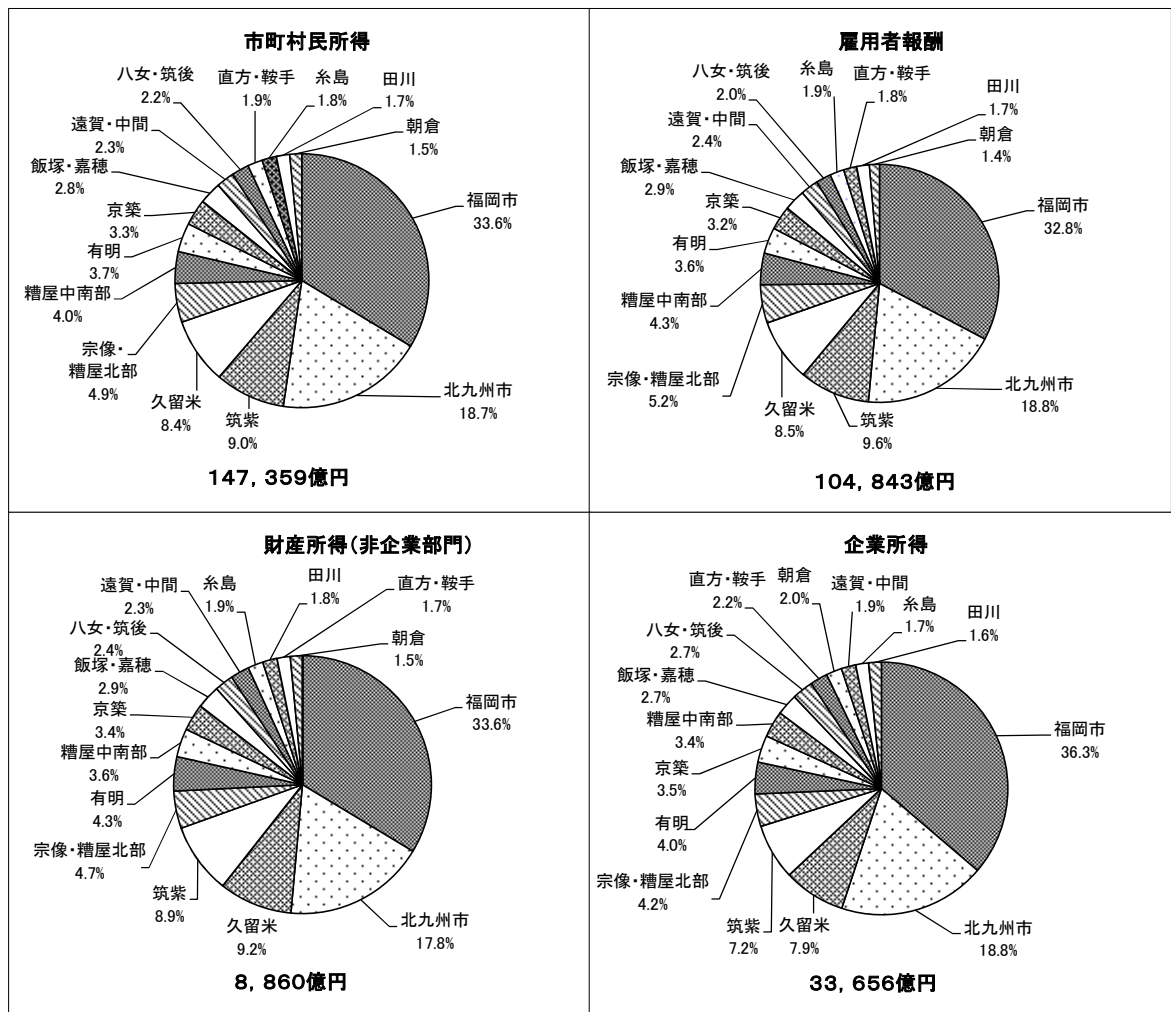 市町村民所得
八女・筑後
2.2%
直方・鞍手
1.9%
糸島
1.8%
田川
1.7%
朝倉
1.5%
遠賀・中間
2.3%
飯塚・嘉穂
2.8%
京築
3.3%
有明
3.7%
糟屋中南部
4.0%
宗像・
糟屋北部
4.9%
久留米
8.4%
筑紫
9.0%
北九州市
18.7%
福岡市
33.6%
147,359億円
雇用者報酬
八女・筑後
2.0%
糸島
1.9%
直方・鞍手
1.8%
田川
1.7%
朝倉
1.4%
遠賀・中間
2.4%
飯塚・嘉穂
2.9%
京築
3.2%
有明
3.6%
糟屋中南部
4.3%
宗像・糟屋北部
5.2%
久留米
8.5%
筑紫
9.6%
北九州市
18.8%
福岡市
32.8%
104,843億円
財産所得(非企業部門)
遠賀・中間
2.3%
糸島
1.9%
田川
1.8%
直方・鞍手
1.7%
朝倉
1.5%
八女・筑後
2.4%
飯塚・嘉穂
2.9%
京築
3.4%
糟屋中南部
3.6%
有明
4.3%
宗像・糟屋北部
4.7%
筑紫
8.9%
久留米
9.2%
北九州市
17.8%
福岡市
33.6%
8,860億円
企業所得
直方・鞍手
2.2%
朝倉
2.0%
遠賀・中間
1.9%
糸島
1.7%
田川
1.6%
八女・筑後
2.7%
飯塚・嘉穂
2.7%
糟屋中南部
3.4%
京築
3.5%
有明
4.0%
宗像・糟屋北部
4.2%
筑紫
7.2%
久留米
7.9%
北九州市
18.8%
福岡市
36.3%
33,656億円